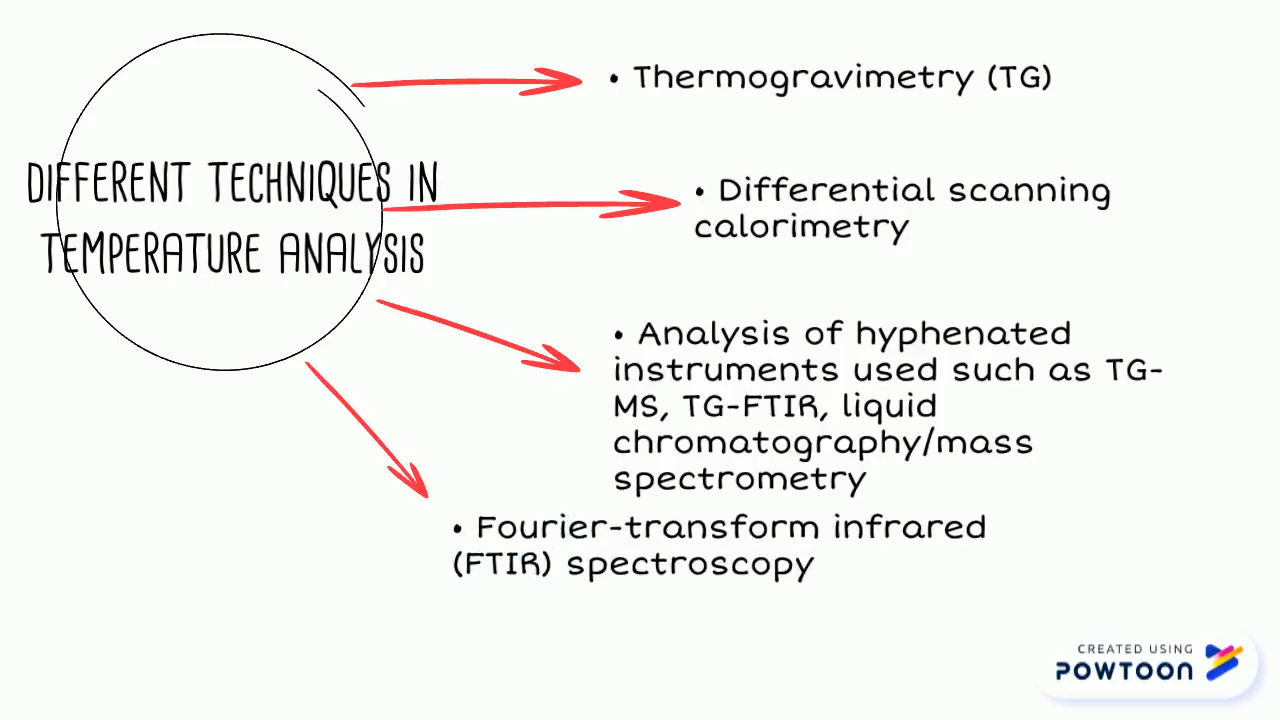 DIFFERENT TECHNIQUES IN
TEMPERATURE ANALYSIS
• Thermogravimetry (TG)
• Differential scanning
calorimetry
• Analysis of hyphenated
instruments used such as TG-
MS, TG-FTIR, liquid
chromatography/mass
spectrometry
• Fourier-transform infrared
(FTIR) spectroscopy
CREATED USING
POWTOON